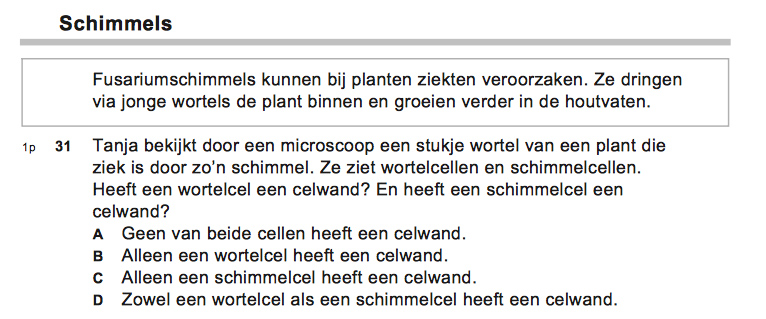 Schimmels
Fusariumschimmels kunnen bij planten ziekten veroorzaken. Ze dringen
via jonge wortels de plant binnen en groeien verder in de houtvaten.
1p 31 Tanja bekijkt door een microscoop een stukje wortel van een plant die
ziek is door zo'n schimmel. Ze ziet wortelcellen en schimmelcellen.
Heeft een wortelcel een celwand? En heeft een schimmelcel een
celwand?
A Geen van beide cellen heeft een celwand.
B Alleen een wortelcel heeft een celwand.
C Alleen een schimmelcel heeft een celwand.
D Zowel een wortelcel als een schimmelcel heeft een celwand.